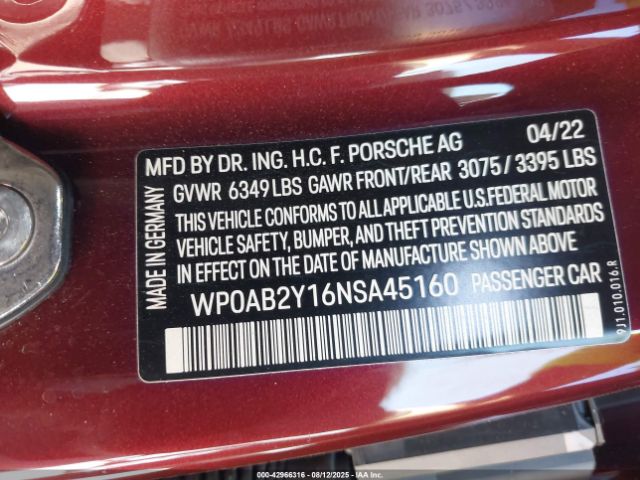 MFD BY DR. ING. H.C. F. PORSCHE AG 04/22
GVWR 6349 LBS GAWR FRONT/REAR 3075 / 3395 LBS
THIS VEHICLE CONFORMS TO ALL APPLICABLE U.S.FEDERAL MOTOR
VEHICLE SAFETY, BUMPER, AND THEFT PREVENTION STANDARDS
IN EFFECT ON THE DATE OF MANUFACTURE SHOWN ABOVE
WP0AB2Y16NSA45160 PASSENGER CAR
MADE IN GERMANY
9J1.010.016.R
000-42966316 - 08/12/2025 - IAA Inc.